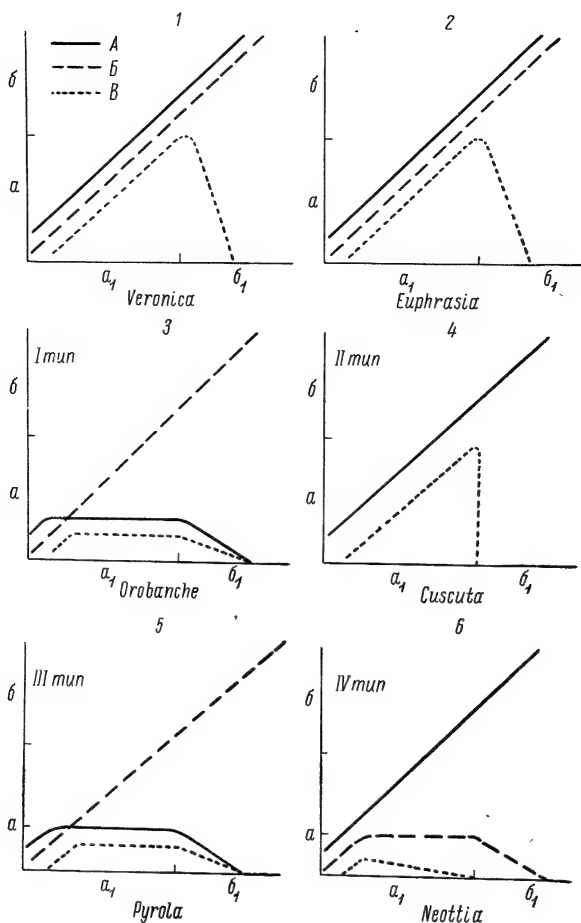 1
А
Б
В
б
а
а₁ б₁
Veronica
2
б
а
а₁ б₁
Euphrasia
3
I тип
б
а
а₁ б₁
Orobanche
4
II тип
б
а
а₁ б₁
Cuscuta
5
III тип
б
а
а₁ б₁
Pyrola
6
IV тип
б
а
а₁ б₁
Neottia